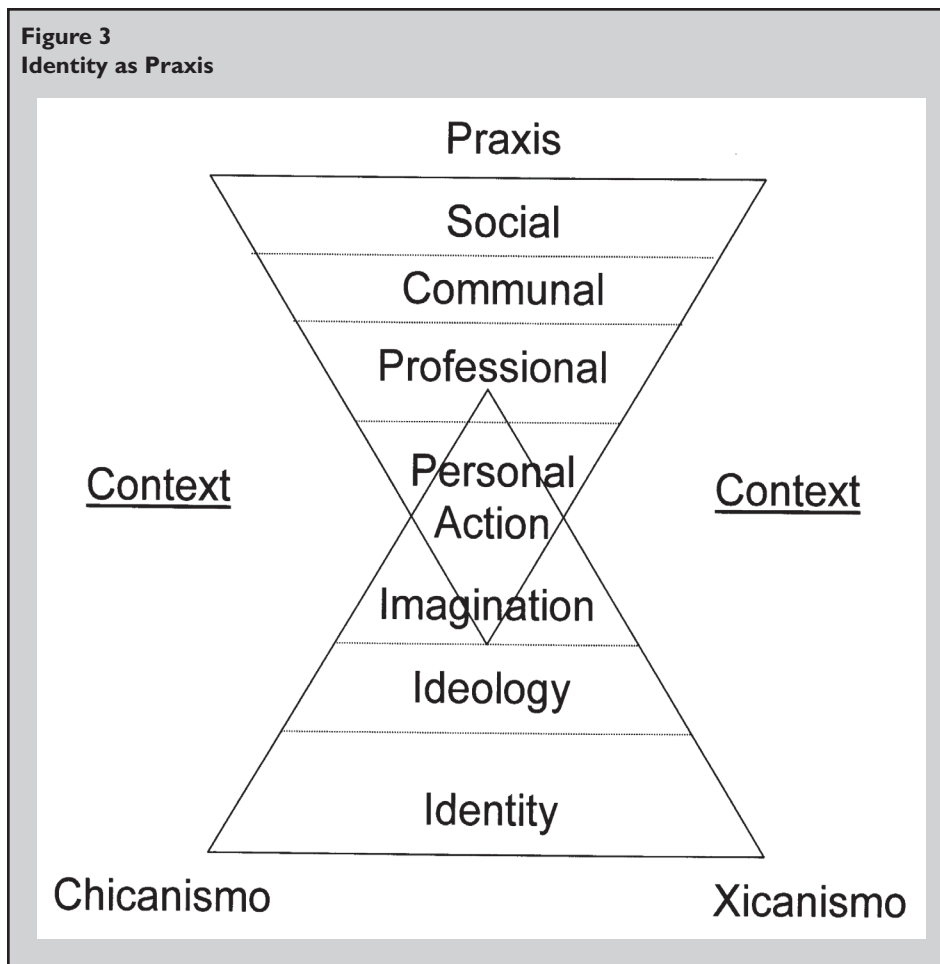 Figure 3
Identity as Praxis
Praxis
Social
Communal
Professional
Personal
Action
Context
Context
Imagination
Ideology
Identity
Chicanismo
Xicanismo